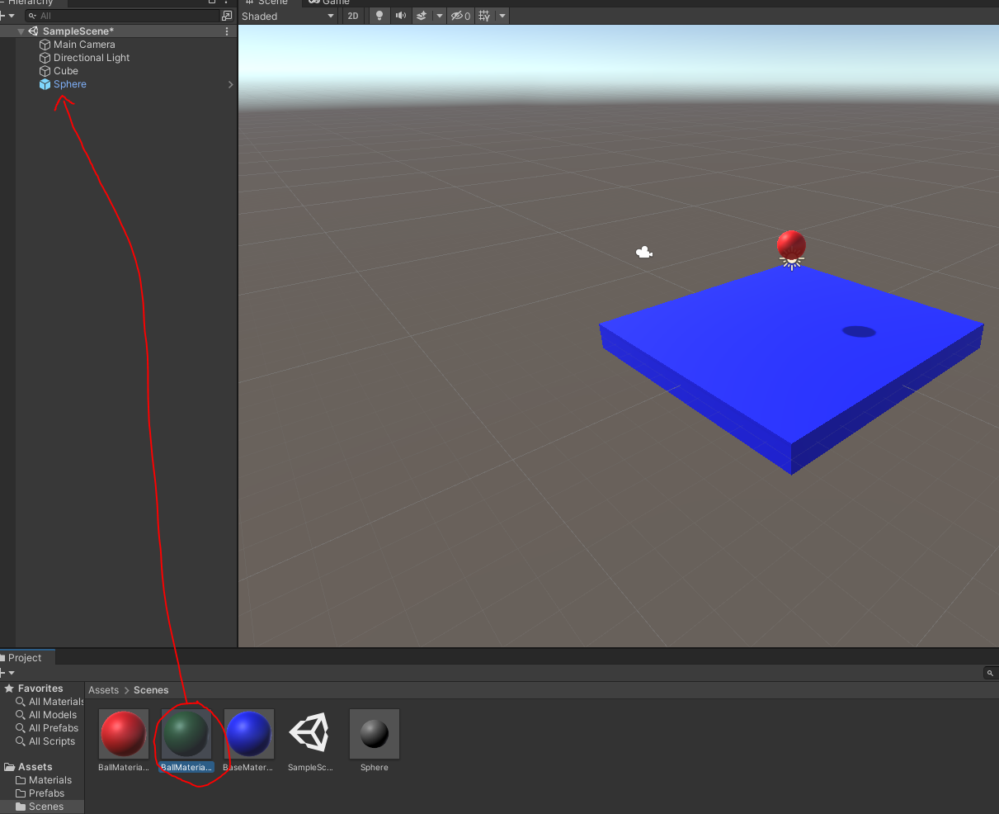 Hierarchy
Scene
Game
All
Shaded
2D
0
SampleScene*
Main Camera
Directional Light
Cube
Sphere
Project
Favorites
All Materials
All Models
All Prefabs
All Scripts
Assets
Materials
Prefabs
Scenes
Assets > Scenes
BallMateria...
BallMateria...
BaseMater...
SampleSc...
Sphere